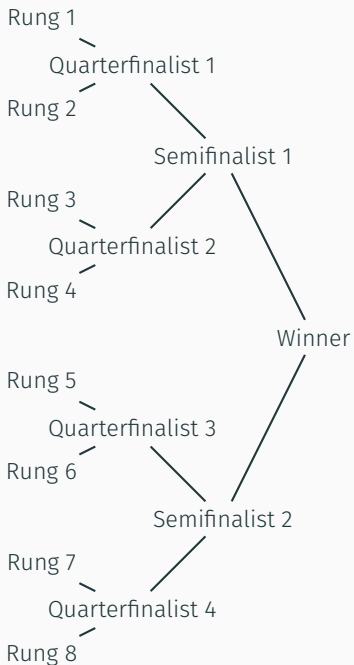 Rung 1
Quarterfinalist 1
Rung 2
Semifinalist 1
Rung 3
Quarterfinalist 2
Rung 4
Winner
Rung 5
Quarterfinalist 3
Rung 6
Semifinalist 2
Rung 7
Quarterfinalist 4
Rung 8